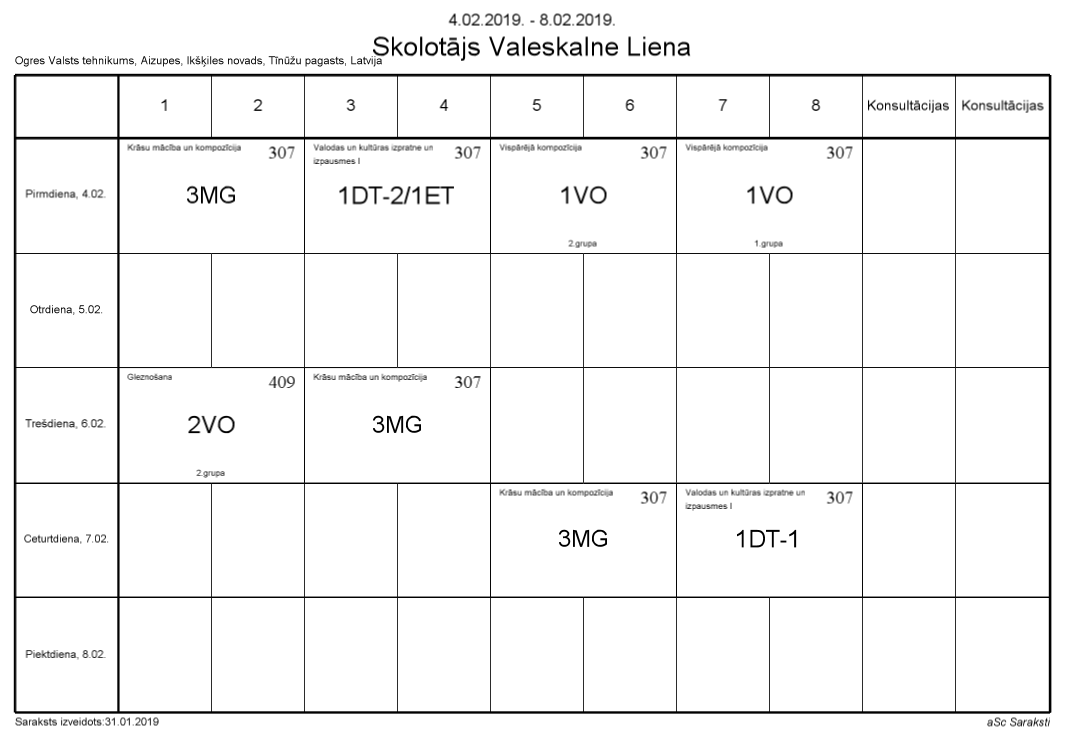 4.02.2019. - 8.02.2019.
Skolotājs Valeskalne Liena
Ogres Valsts tehnikums, Aizupes, Ikšķiles novads, Tīnūžu pagasts, Latvija
1 2 3 4 5 6 7 8 Konsultācijas Konsultācijas
Pirmdiena, 4.02.
Krāsu mācība un kompozīcija 307
3MG
Valodas un kultūras izpratne un 307
izpausmes I
1DT-2/1ET
Vispārējā kompozīcija 307
1VO
2.grupa
Vispārējā kompozīcija 307
1VO
1.grupa
Otrdiena, 5.02.
Trešdiena, 6.02.
Gleznošana 409
2VO
2.grupa
Krāsu mācība un kompozīcija 307
3MG
Ceturtdiena, 7.02.
Krāsu mācība un kompozīcija 307
3MG
Valodas un kultūras izpratne un 307
izpausmes I
1DT-1
Piektdiena, 8.02.
Saraksts izveidots:31.01.2019
aSc Saraksti